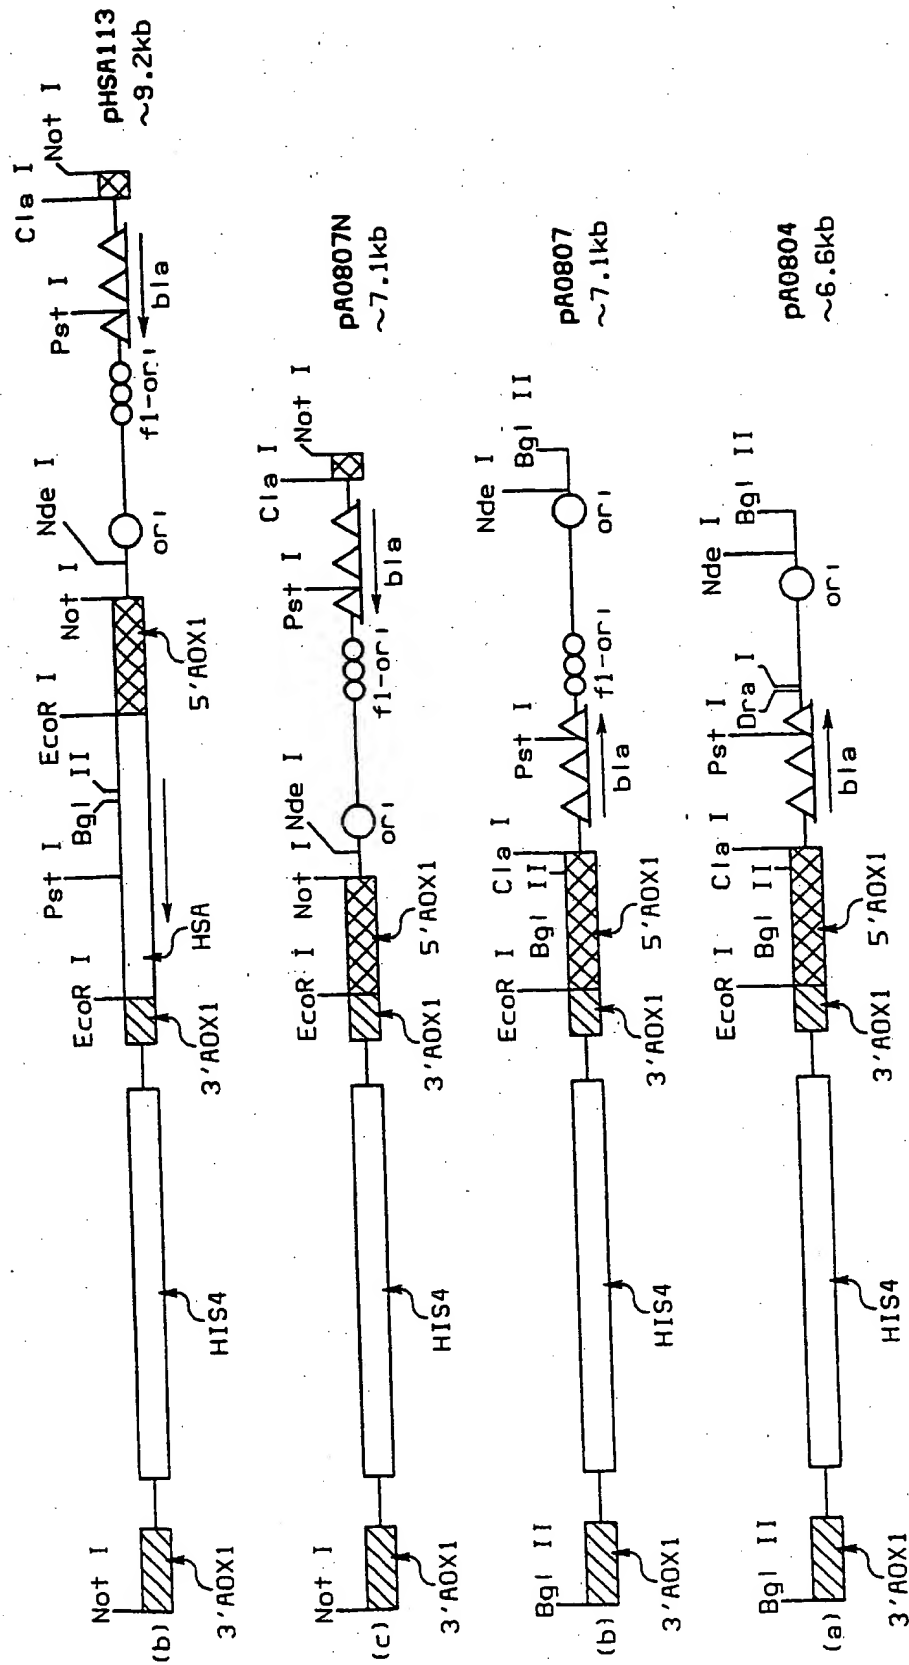 Not I
(b)
3'AOX1
HIS4
3'AOX1
EcoR I
HSA
Pst I
Bgl II
EcoR I
5'AOX1
Not I
Nde I
ori
f1-ori
Pst I
bla
Cla I
Not I
pHSA113
~9.2kb
Not I
(c)
3'AOX1
HIS4
3'AOX1
EcoR I
5'AOX1
Not I
Nde I
ori
f1-ori
Pst I
bla
Cla I
Not I
pA0807N
~7.1kb
Bgl II
(b)
3'AOX1
HIS4
3'AOX1
EcoR I
5'AOX1
Bgl II
Cla I
Pst I
bla
f1-ori
ori
Nde I
Bgl II
pA0807
~7.1kb
Bgl II
(a)
3'AOX1
HIS4
3'AOX1
EcoR I
5'AOX1
Bgl II
Cla I
Pst I
bla
Dra I
ori
Nde I
Bgl II
pA0804
~6.6kb